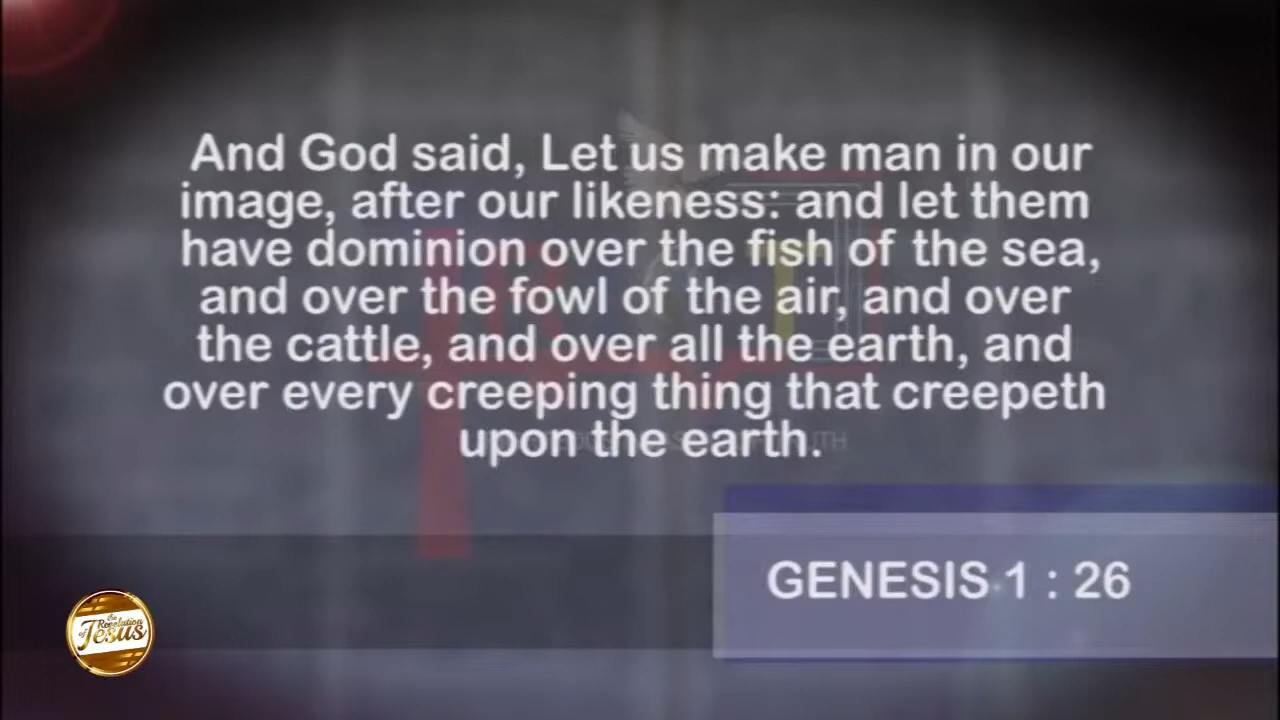 And God said, Let us make man in our
image, after our likeness: and let them
have dominion over the fish of the sea,
and over the fowl of the air, and over
the cattle, and over all the earth, and
over every creeping thing that creepeth
upon the earth.
GENESIS 1 : 26
the
Revelation
of
Jesus